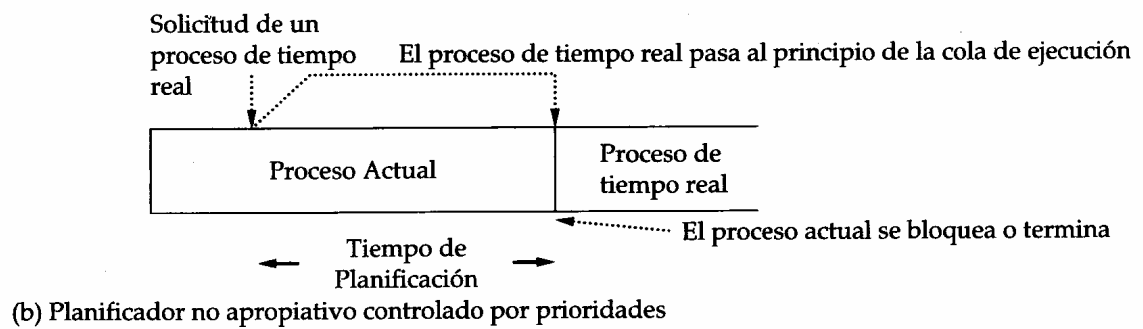 Solicitud de un
proceso de tiempo
real
El proceso de tiempo real pasa al principio de la cola de ejecución
Proceso Actual
Proceso de
tiempo real
El proceso actual se bloquea o termina
Tiempo de
Planificación
(b) Planificador no apropiativo controlado por prioridades